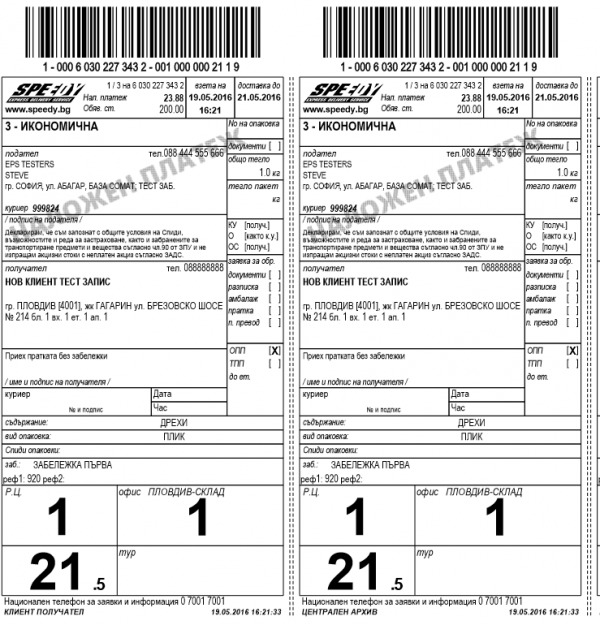 1 - 000 6 030 227 343 2 - 001 000 000 21 1 9
SPEEDY
EXPRESS DELIVERY SERVICE
www.speedy.bg
1 / 3 на 6 030 227 343 2
Нал. платеж 23.88
Обяв. ст. 200.00
взета на
19.05.2016
16:21
доставка до
21.05.2016
3 - ИКОНОМИЧНА
No на опаковка
НАЛОЖЕН ПЛАТЕЖ
подател тел.088 444 555 666
EPS TESTERS
STEVE
гр. СОФИЯ, ул. АБАГАР, БАЗА СОМАТ; ТЕСТ ЗАБ.
куриер 999824
документи [ ]
общо тегло
1.0 кг
тегло пакет
кг
/ подпис на подателя /
Декларирам, че съм запознат с общите условия на Спиди,
възможностите и реда за застраховане, както и забранените за
транспортиране предмети и вещества съгласно чл.90 от ЗПУ и не
изпращам акцизни стоки с неплатен акциз съгласно ЗАДС.
КУ [получ.]
О [както к.у.]
ОС [получ.]
получател тел. 088888888
НОВ КЛИЕНТ ТЕСТ ЗАПИС
гр. ПЛОВДИВ [4001], жк ГАГАРИН ул. БРЕЗОВСКО ШОСЕ
№ 214 бл. 1 вх. 1 ет. 1 ап. 1
заявка за обр.
документи [ ]
разписка [ ]
амбалаж [ ]
пратка [ ]
п. превод [ ]
Приех пратката без забележки
/ име и подпис на получателя /
ОПП [X]
ТПП [ ]
до ет.
куриер
№ и подпис
Дата
Час
съдържание: ДРЕХИ
вид опаковка: ПЛИК
Спиди опаковки:
заб.: ЗАБЕЛЕЖКА ПЪРВА
реф1: 920 реф2:
Р.Ц.
1
офис ПЛОВДИВ-СКЛАД
1
21 .5
тур
Национален телефон за заявки и информация 0 7001 7001
КЛИЕНТ ПОЛУЧАТЕЛ 19.05.2016 16:21:33
1 - 000 6 030 227 343 2 - 001 000 000 21 1 9
SPEEDY
EXPRESS DELIVERY SERVICE
www.speedy.bg
1 / 3 на 6 030 227 343 2
Нал. платеж 23.88
Обяв. ст. 200.00
взета на
19.05.2016
16:21
доставка до
21.05.2016
3 - ИКОНОМИЧНА
No на опаковка
НАЛОЖЕН ПЛАТЕЖ
подател тел.088 444 555 666
EPS TESTERS
STEVE
гр. СОФИЯ, ул. АБАГАР, БАЗА СОМАТ; ТЕСТ ЗАБ.
куриер 999824
документи [ ]
общо тегло
1.0 кг
тегло пакет
кг
/ подпис на подателя /
Декларирам, че съм запознат с общите условия на Спиди,
възможностите и реда за застраховане, както и забранените за
транспортиране предмети и вещества съгласно чл.90 от ЗПУ и не
изпращам акцизни стоки с неплатен акциз съгласно ЗАДС.
КУ [получ.]
О [както к.у.]
ОС [получ.]
получател тел. 088888888
НОВ КЛИЕНТ ТЕСТ ЗАПИС
гр. ПЛОВДИВ [4001], жк ГАГАРИН ул. БРЕЗОВСКО ШОСЕ
№ 214 бл. 1 вх. 1 ет. 1 ап. 1
заявка за обр.
документи [ ]
разписка [ ]
амбалаж [ ]
пратка [ ]
п. превод [ ]
Приех пратката без забележки
/ име и подпис на получателя /
ОПП [X]
ТПП [ ]
до ет.
куриер
№ и подпис
Дата
Час
съдържание: ДРЕХИ
вид опаковка: ПЛИК
Спиди опаковки:
заб.: ЗАБЕЛЕЖКА ПЪРВА
реф1: 920 реф2:
Р.Ц.
1
офис ПЛОВДИВ-СКЛАД
1
21 .5
тур
Национален телефон за заявки и информация 0 7001 7001
ЦЕНТРАЛЕН АРХИВ 19.05.2016 16:21:33